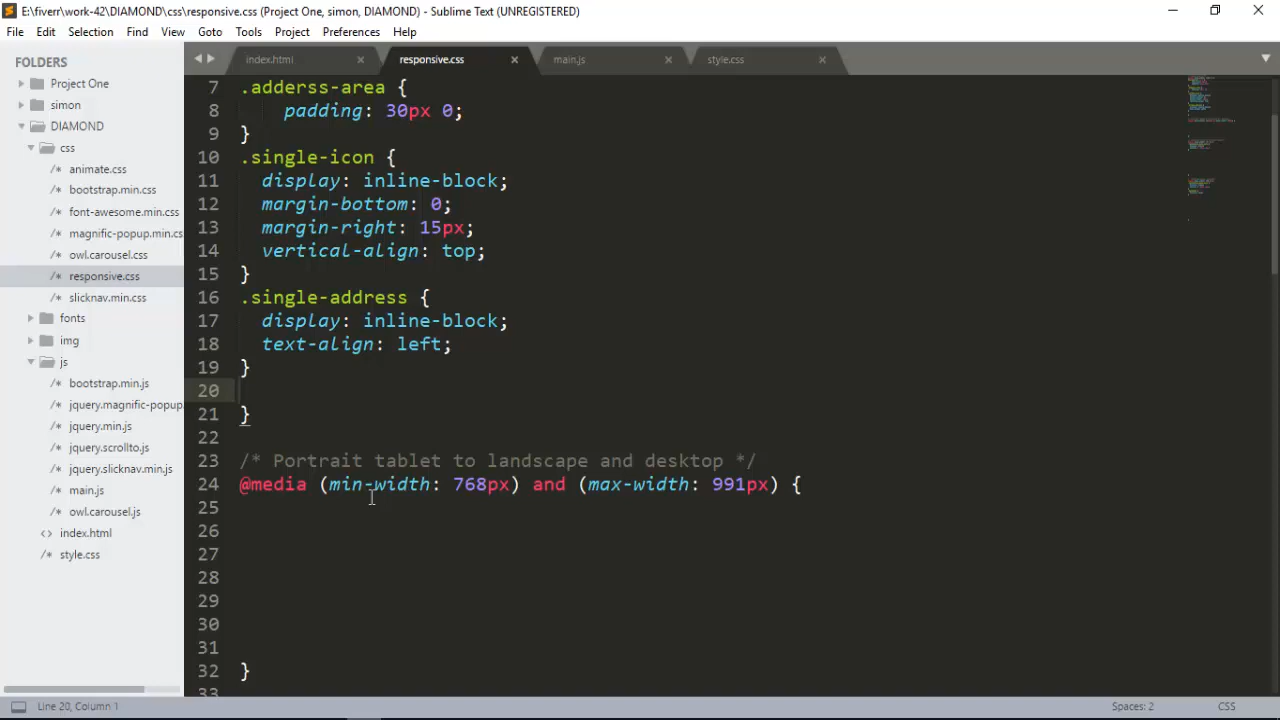 E:\fiverr\work-42\DIAMOND\css\responsive.css (Project One, simon, DIAMOND) - Sublime Text (UNREGISTERED)
File Edit Selection Find View Goto Tools Project Preferences Help
FOLDERS
Project One
simon
DIAMOND
css
/* animate.css
/* bootstrap.min.css
/* font-awesome.min.css
/* magnific-popup.min.cs
/* owl.carousel.css
/* responsive.css
/* slicknav.min.css
fonts
img
js
/* bootstrap.min.js
/* jquery.magnific-popup.
/* jquery.min.js
/* jquery.scrollto.js
/* jquery.slicknav.min.js
/* main.js
/* owl.carousel.js
<> index.html
/* style.css
index.html × responsive.css × main.js × style.css ×
7 .adderss-area {
8 padding: 30px 0;
9 }
10 .single-icon {
11 display: inline-block;
12 margin-bottom: 0;
13 margin-right: 15px;
14 vertical-align: top;
15 }
16 .single-address {
17 display: inline-block;
18 text-align: left;
19 }
20
21 }
22
23 /* Portrait tablet to landscape and desktop */
24 @media (min-width: 768px) and (max-width: 991px) {
25
26
27
28
29
30
31
32 }
33
Line 20, Column 1 Spaces: 2 CSS